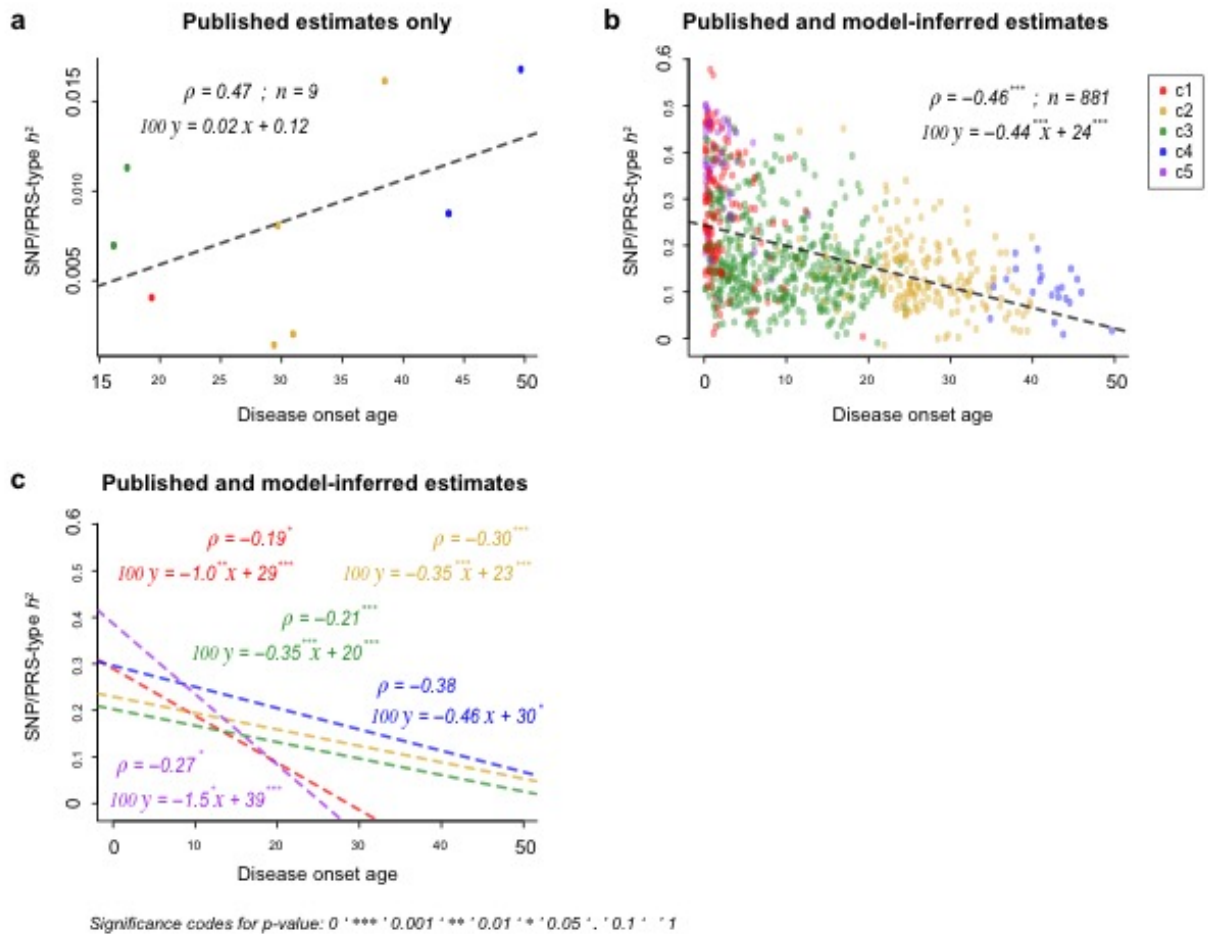 a
Published estimates only
SNP/PRS-type h²
0.015
0.010
0.005
ρ = 0.47 ; n = 9
100 y = 0.02 x + 0.12
15 20 25 30 35 40 45 50
Disease onset age
b
Published and model-inferred estimates
SNP/PRS-type h²
0.6
0.5
0.4
0.3
0.2
0.1
0
ρ = −0.46*** ; n = 881
100 y = −0.44***x + 24***
0 10 20 30 40 50
Disease onset age
c1
c2
c3
c4
c5
c
Published and model-inferred estimates
SNP/PRS-type h²
0.6
0.5
0.4
0.3
0.2
0.1
0
ρ = −0.19*
100 y = −1.0**x + 29***
ρ = −0.30***
100 y = −0.35***x + 23***
ρ = −0.21***
100 y = −0.35***x + 20***
ρ = −0.38
100 y = −0.46 x + 30*
ρ = −0.27*
100 y = −1.5*x + 39***
0 10 20 30 40 50
Disease onset age
Significance codes for p-value: 0 ‘ *** ’ 0.001 ‘ ** ’ 0.01 ‘ * ’ 0.05 ‘ . ’ 0.1 ‘ ’ 1